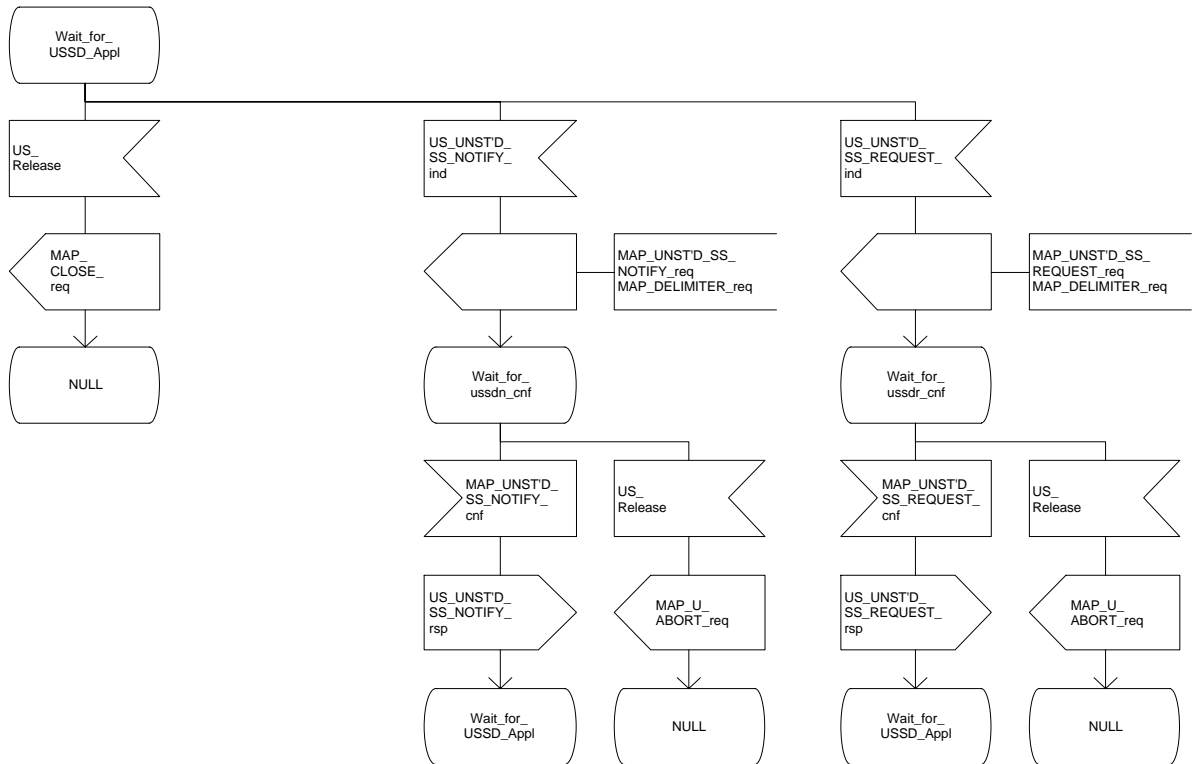 Wait_for_
USSD_Appl
US_
Release
US_UNST'D_
SS_NOTIFY_
ind
US_UNST'D_
SS_REQUEST_
ind
MAP_
CLOSE_
req
MAP_UNST'D_SS_
NOTIFY_req
MAP_DELIMITER_req
MAP_UNST'D_SS_
REQUEST_req
MAP_DELIMITER_req
NULL
Wait_for_
ussdn_cnf
Wait_for_
ussdr_cnf
MAP_UNST'D_
SS_NOTIFY_
cnf
US_
Release
MAP_UNST'D_
SS_REQUEST_
cnf
US_
Release
US_UNST'D_
SS_NOTIFY_
rsp
MAP_U_
ABORT_req
US_UNST'D_
SS_REQUEST_
rsp
MAP_U_
ABORT_req
Wait_for_
USSD_Appl
NULL
Wait_for_
USSD_Appl
NULL